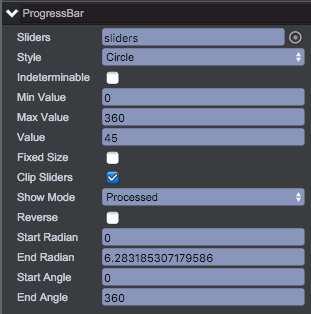 ProgressBar
Sliders sliders
Style Circle
Indeterminable
Min Value 0
Max Value 360
Value 45
Fixed Size
Clip Sliders
Show Mode Processed
Reverse
Start Radian 0
End Radian 6.283185307179586
Start Angle 0
End Angle 360